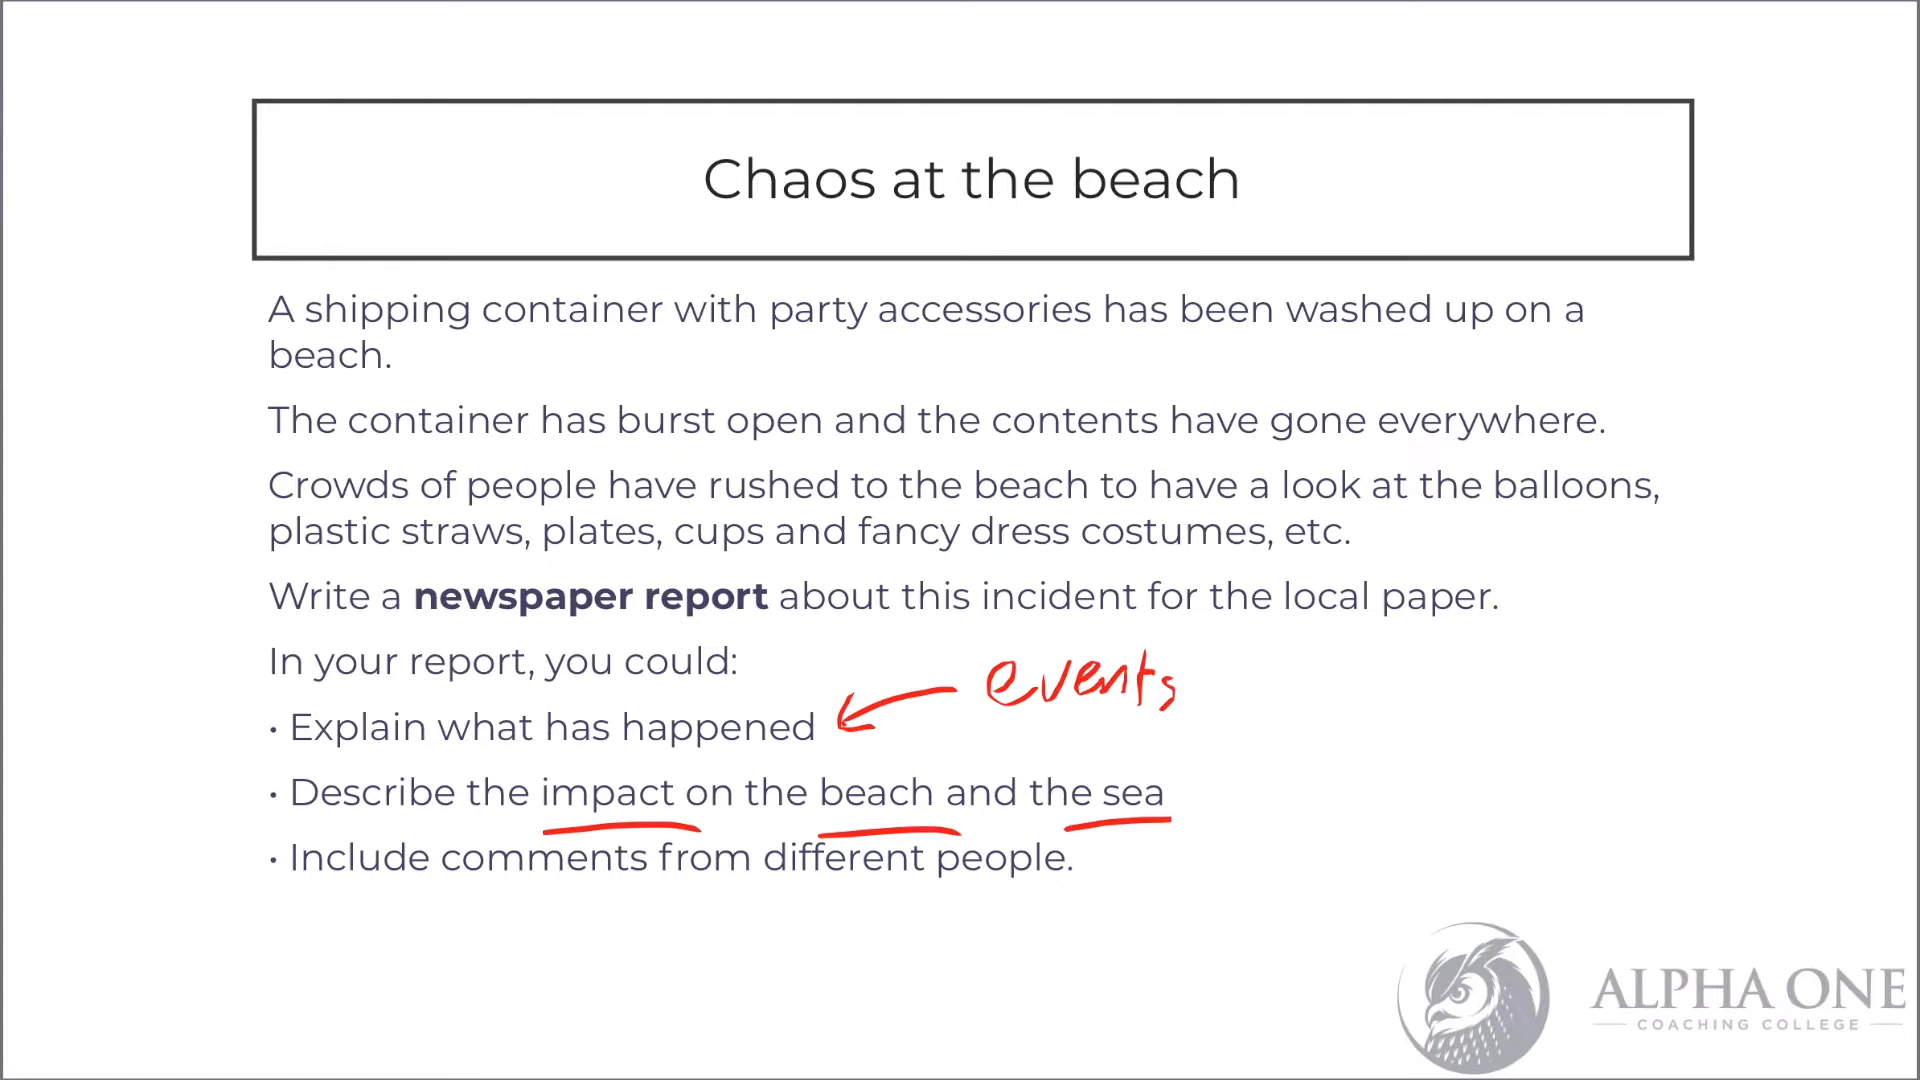 Chaos at the beach
A shipping container with party accessories has been washed up on a
beach.
The container has burst open and the contents have gone everywhere.
Crowds of people have rushed to the beach to have a look at the balloons,
plastic straws, plates, cups and fancy dress costumes, etc.
Write a newspaper report about this incident for the local paper.
In your report, you could:
events
• Explain what has happened
• Describe the impact on the beach and the sea
• Include comments from different people.
ALPHA ONE
COACHING COLLEGE